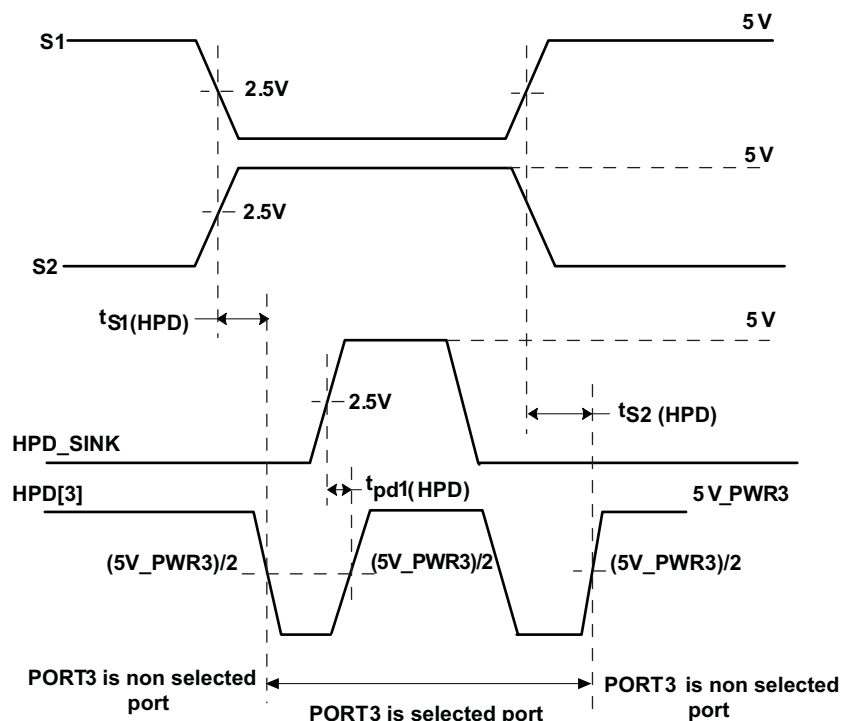 S1
5 V
2.5V
5 V
2.5V
S2
tS1(HPD)
5 V
2.5V
tS2 (HPD)
HPD_SINK
HPD[3]
tpd1(HPD)
5 V_PWR3
(5V_PWR3)/2
(5V_PWR3)/2
(5V_PWR3)/2
PORT3 is non selected
port
PORT3 is selected port
PORT3 is non selected
port